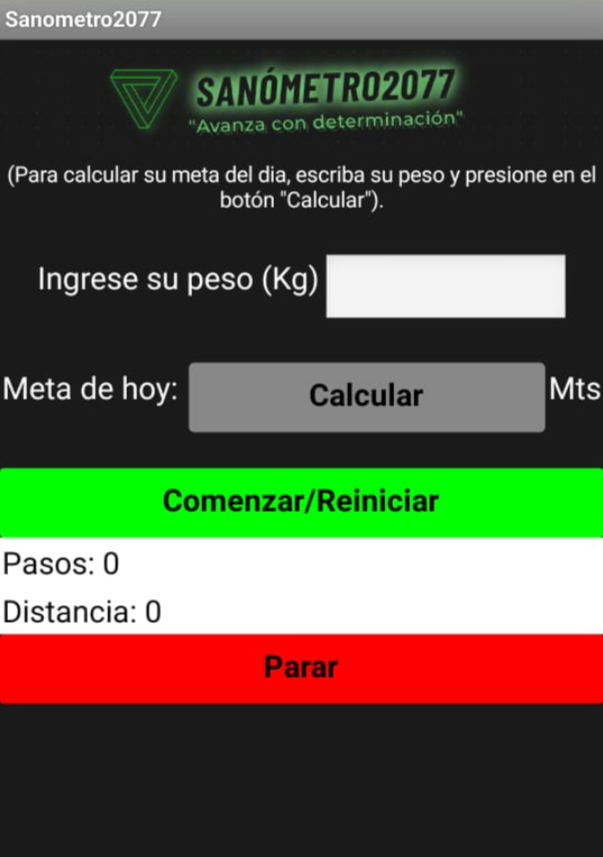 Sanometro2077
SANÓMETRO2077
"Avanza con determinación"
(Para calcular su meta del dia, escriba su peso y presione en el
botón "Calcular").
Ingrese su peso (Kg)
Meta de hoy: Calcular Mts
Comenzar/Reiniciar
Pasos: 0
Distancia: 0
Parar